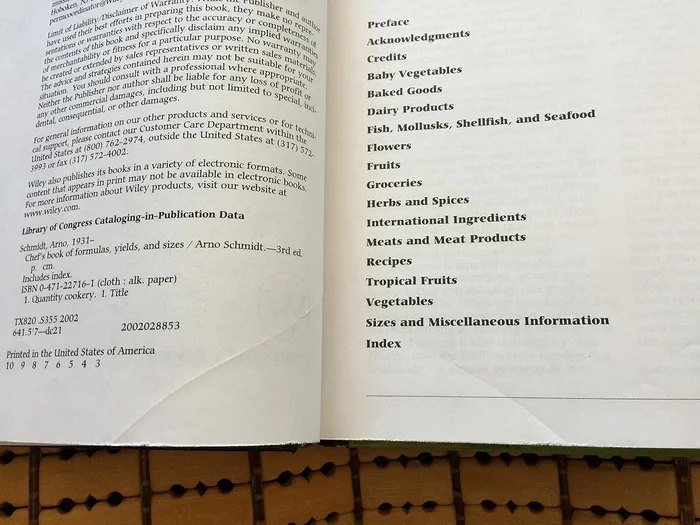 Hoboken, NJ
permcoordinator@Wiley
Limit of Liability/Disclaimer of Warranty: While the Publisher and author
have used their best efforts in preparing this book, they make no repre-
sentations or warranties with respect to the accuracy or completeness of
the contents of this book and specifically disclaim any implied warranties
of merchantability or fitness for a particular purpose. No warranty may
be created or extended by sales representatives or written sales materials.
The advice and strategies contained herein may not be suitable for your
situation. You should consult with a professional where appropriate.
Neither the Publisher nor author shall be liable for any loss of profit or
any other commercial damages, including but not limited to special, inci-
dental, consequential, or other damages.
For general information on our other products and services or for techni-
cal support, please contact our Customer Care Department within the
United States at (800) 762-2974, outside the United States at (317) 572-
3993 or fax (317) 572-4002.
Wiley also publishes its books in a variety of electronic formats. Some
content that appears in print may not be available in electronic books.
For more information about Wiley products, visit our website at
www.wiley.com.
Library of Congress Cataloging-in-Publication Data
Schmidt, Arno, 1931–
Chef's book of formulas, yields, and sizes / Arno Schmidt.—3rd ed.
p. cm.
Includes index.
ISBN 0-471-22716-1 (cloth : alk. paper)
1. Quantity cookery. I. Title
TX820 .S355 2002
641.5'7—dc21 2002028853
Printed in the United States of America
10 9 8 7 6 5 4 3
Preface
Acknowledgments
Credits
Baby Vegetables
Baked Goods
Dairy Products
Fish, Mollusks, Shellfish, and Seafood
Flowers
Fruits
Groceries
Herbs and Spices
International Ingredients
Meats and Meat Products
Recipes
Tropical Fruits
Vegetables
Sizes and Miscellaneous Information
Index